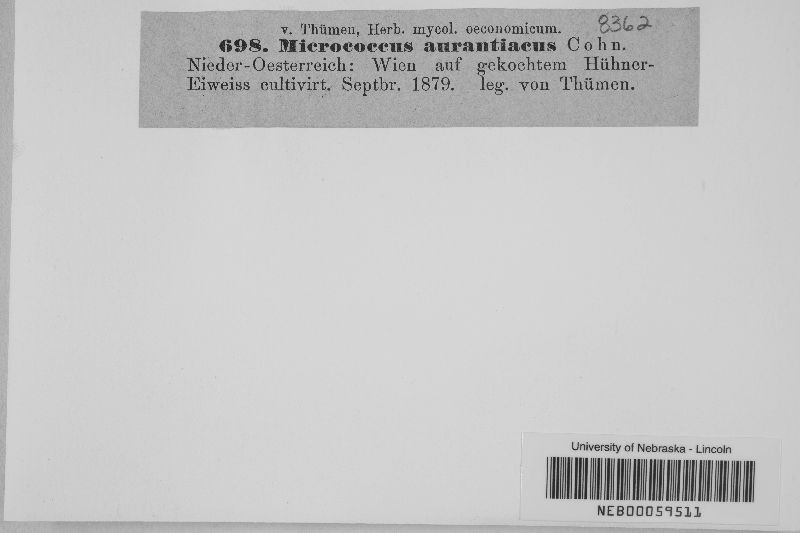 v. Thümen, Herb. mycol. oeconomicum. 8362
698. Micrococcus aurantiacus Cohn.
Nieder-Oesterreich: Wien auf gekochtem Hühner-
Eiweiss cultivirt. Septbr. 1879. leg. von Thümen.
University of Nebraska - Lincoln
NEB00059511